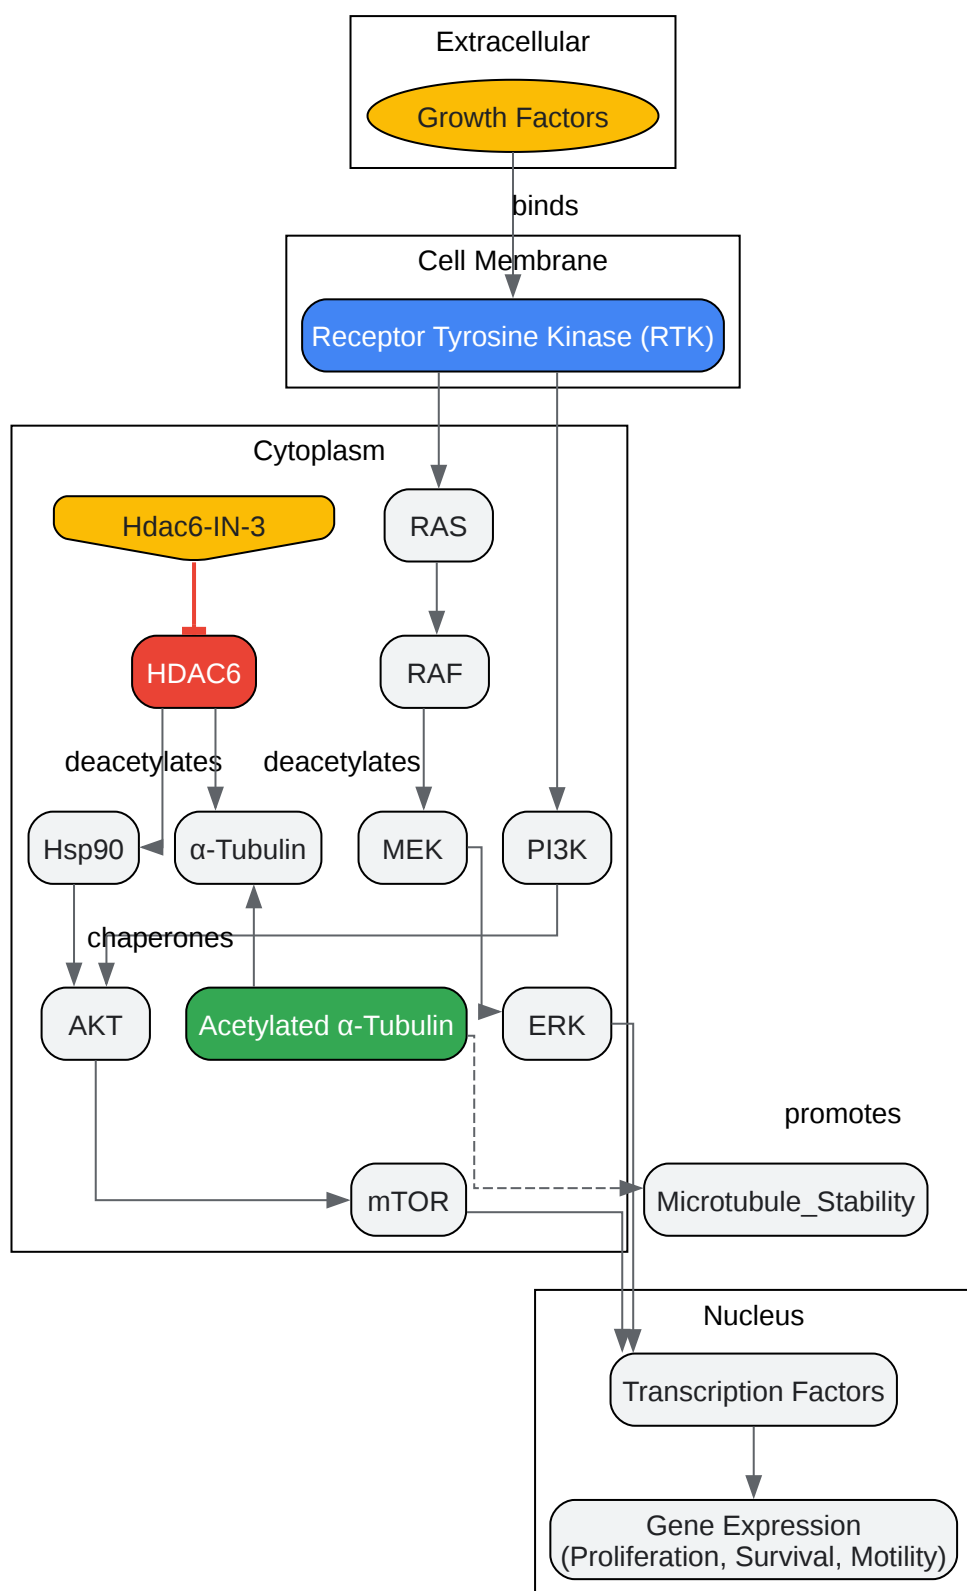 Extracellular
Growth Factors
binds
Cell Membrane
Receptor Tyrosine Kinase (RTK)
Cytoplasm
Hdac6-IN-3
RAS
HDAC6
RAF
deacetylates
deacetylates
Hsp90
α-Tubulin
MEK
PI3K
chaperones
AKT
Acetylated α-Tubulin
ERK
promotes
mTOR
Microtubule_Stability
Nucleus
Transcription Factors
Gene Expression
(Proliferation, Survival, Motility)